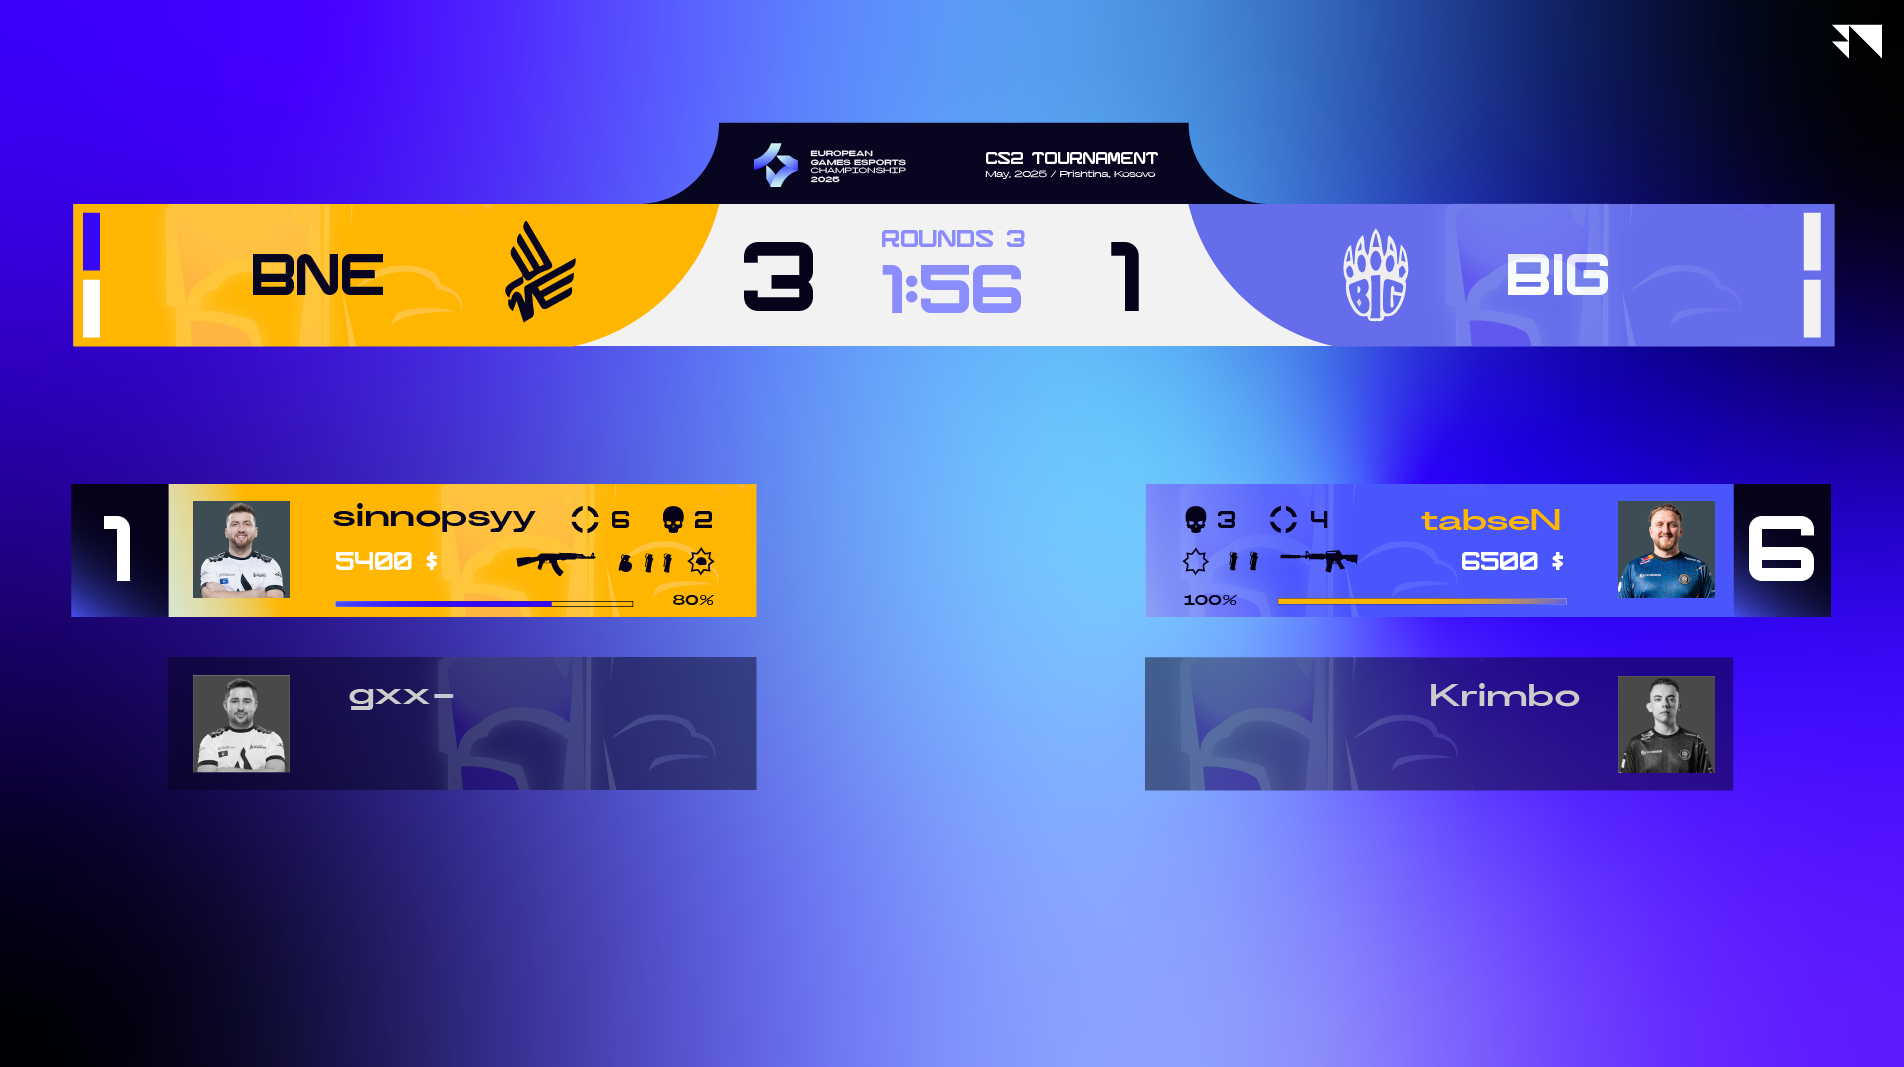 EUROPEAN
GAMES ESPORTS
CHAMPIONSHIP
2025
CS2 TOURNAMENT
May, 2025 / Prishtina, Kosovo
BNE
3
ROUNDS 3
1:56
1
BIG
BIG
1
sinnopsyy
6
2
5400 $
80%
3
4
tabseN
6500 $
100%
6
gxx-
Krimbo